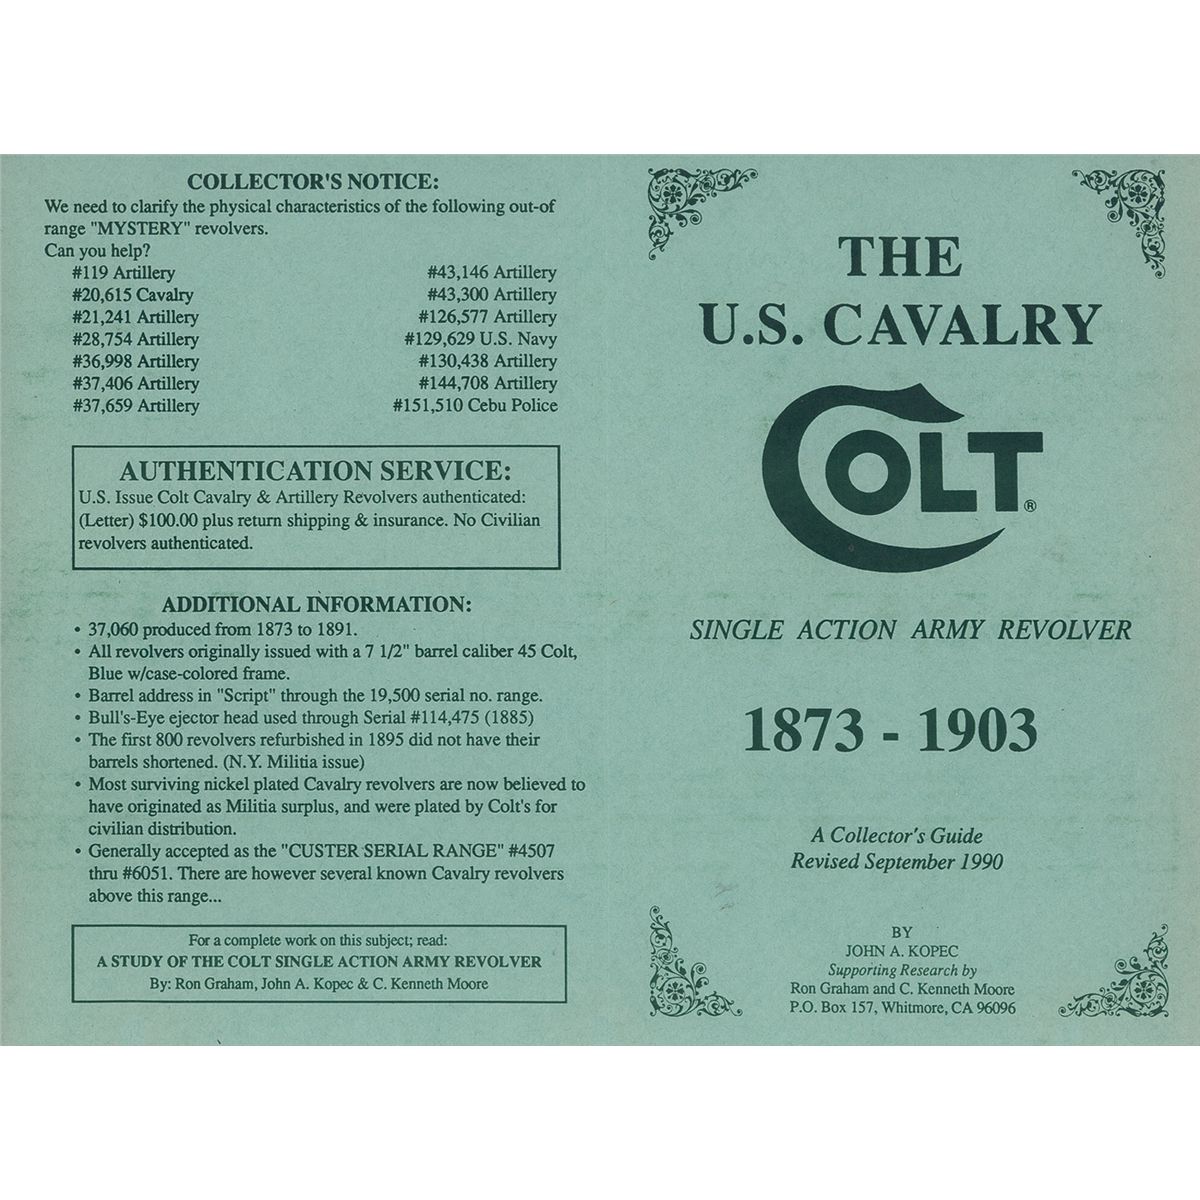 COLLECTOR'S NOTICE:
We need to clarify the physical characteristics of the following out-of
range "MYSTERY" revolvers.
Can you help?
#119 Artillery
#20,615 Cavalry
#21,241 Artillery
#28,754 Artillery
#36,998 Artillery
#37,406 Artillery
#37,659 Artillery
#43,146 Artillery
#43,300 Artillery
#126,577 Artillery
#129,629 U.S. Navy
#130,438 Artillery
#144,708 Artillery
#151,510 Cebu Police
AUTHENTICATION SERVICE:
U.S. Issue Colt Cavalry & Artillery Revolvers authenticated:
(Letter) $100.00 plus return shipping & insurance. No Civilian
revolvers authenticated.
ADDITIONAL INFORMATION:
• 37,060 produced from 1873 to 1891.
• All revolvers originally issued with a 7 1/2" barrel caliber 45 Colt,
Blue w/case-colored frame.
• Barrel address in "Script" through the 19,500 serial no. range.
• Bull's-Eye ejector head used through Serial #114,475 (1885)
• The first 800 revolvers refurbished in 1895 did not have their
barrels shortened. (N.Y. Militia issue)
• Most surviving nickel plated Cavalry revolvers are now believed to
have originated as Militia surplus, and were plated by Colt's for
civilian distribution.
• Generally accepted as the "CUSTER SERIAL RANGE" #4507
thru #6051. There are however several known Cavalry revolvers
above this range...
For a complete work on this subject; read:
A STUDY OF THE COLT SINGLE ACTION ARMY REVOLVER
By: Ron Graham, John A. Kopec & C. Kenneth Moore
THE
U.S. CAVALRY
COLT®
SINGLE ACTION ARMY REVOLVER
1873 - 1903
A Collector's Guide
Revised September 1990
BY
JOHN A. KOPEC
Supporting Research by
Ron Graham and C. Kenneth Moore
P.O. Box 157, Whitmore, CA 96096